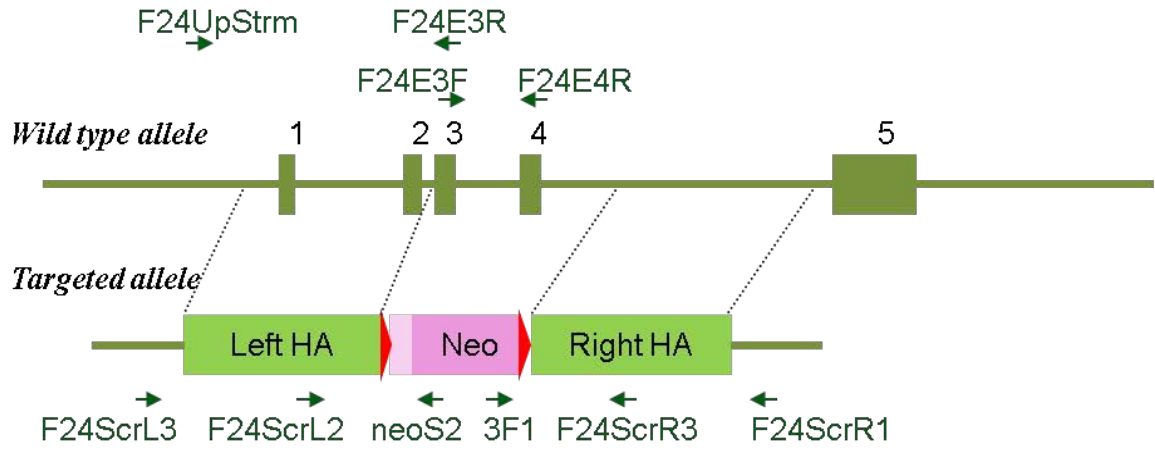 F24UpStrm F24E3R
F24E3F F24E4R
Wild type allele 1 2 3 4 5
Targeted allele
Left HA Neo Right HA
F24ScrL3 F24ScrL2 neoS2 3F1 F24ScrR3 F24ScrR1